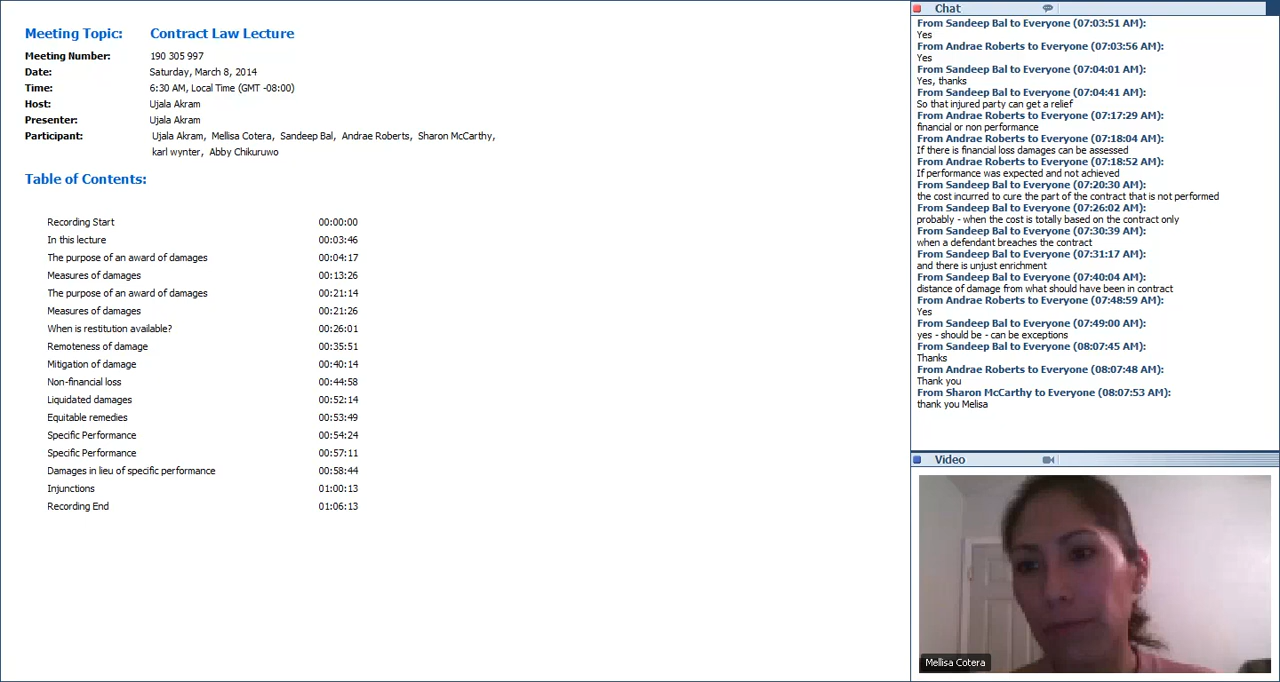 Meeting Topic: Contract Law Lecture
Meeting Number: 190 305 997
Date: Saturday, March 8, 2014
Time: 6:30 AM, Local Time (GMT -08:00)
Host: Ujala Akram
Presenter: Ujala Akram
Participant: Ujala Akram, Mellisa Cotera, Sandeep Bal, Andrae Roberts, Sharon McCarthy,
karl wynter, Abby Chikuruwo
Table of Contents:
Recording Start 00:00:00
In this lecture 00:03:46
The purpose of an award of damages 00:04:17
Measures of damages 00:13:26
The purpose of an award of damages 00:21:14
Measures of damages 00:21:26
When is restitution available? 00:26:01
Remoteness of damage 00:35:51
Mitigation of damage 00:40:14
Non-financial loss 00:44:58
Liquidated damages 00:52:14
Equitable remedies 00:53:49
Specific Performance 00:54:24
Specific Performance 00:57:11
Damages in lieu of specific performance 00:58:44
Injunctions 01:00:13
Recording End 01:06:13
Chat
From Sandeep Bal to Everyone (07:03:51 AM):
Yes
From Andrae Roberts to Everyone (07:03:56 AM):
Yes
From Sandeep Bal to Everyone (07:04:01 AM):
Yes, thanks
From Sandeep Bal to Everyone (07:04:41 AM):
So that injured party can get a relief
From Andrae Roberts to Everyone (07:17:29 AM):
financial or non performance
From Andrae Roberts to Everyone (07:18:04 AM):
If there is financial loss damages can be assessed
From Andrae Roberts to Everyone (07:18:52 AM):
If performance was expected and not achieved
From Sandeep Bal to Everyone (07:20:30 AM):
the cost incurred to cure the part of the contract that is not performed
From Sandeep Bal to Everyone (07:26:02 AM):
probably - when the cost is totally based on the contract only
From Sandeep Bal to Everyone (07:30:39 AM):
when a defendant breaches the contract
From Sandeep Bal to Everyone (07:31:17 AM):
and there is unjust enrichment
From Sandeep Bal to Everyone (07:40:04 AM):
distance of damage from what should have been in contract
From Andrae Roberts to Everyone (07:48:59 AM):
Yes
From Sandeep Bal to Everyone (07:49:00 AM):
yes - should be - can be exceptions
From Sandeep Bal to Everyone (08:07:45 AM):
Thanks
From Andrae Roberts to Everyone (08:07:48 AM):
Thank you
From Sharon McCarthy to Everyone (08:07:53 AM):
thank you Melisa
Video
Mellisa Cotera